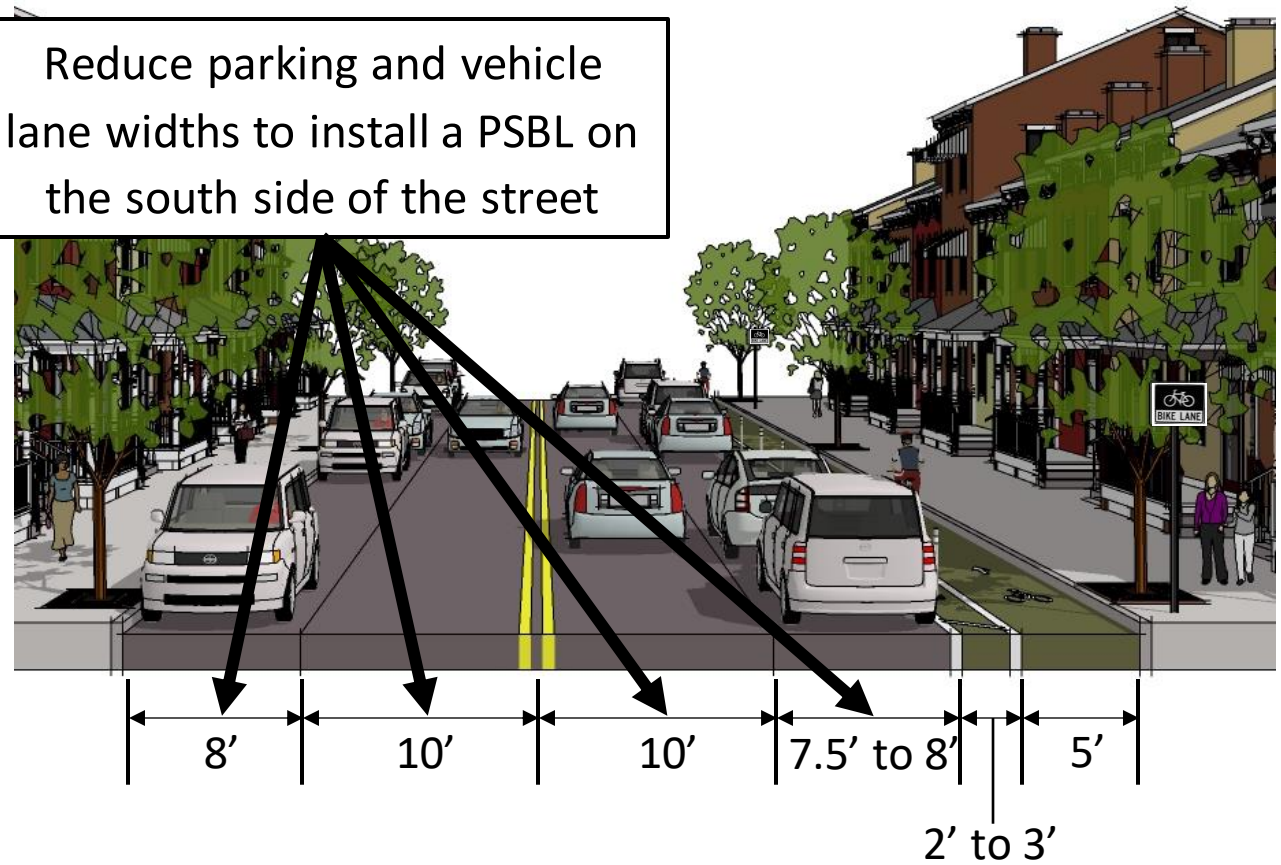 Reduce parking and vehicle
lane widths to install a PSBL on
the south side of the street
BIKE LANE
8’
10’
10’
7.5’ to 8’
5’
2’ to 3’